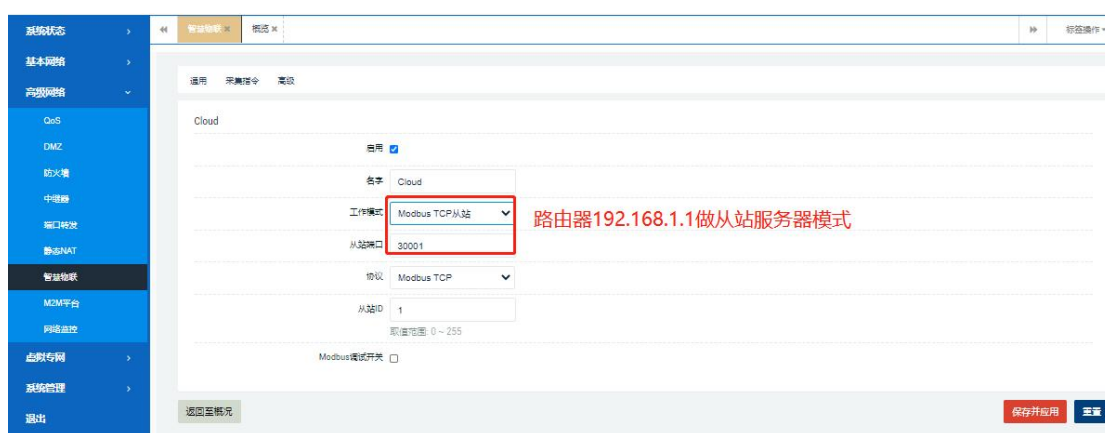 系统状态
基本网络
高级网络
QoS
DMZ
防火墙
中继器
端口转发
静态NAT
智慧物联
M2M平台
网络监控
虚拟专网
系统管理
退出
智慧物联 概览 标签操作
通用 采集指令 高级
Cloud
启用
名字 Cloud
工作模式 Modbus TCP从站
路由器192.168.1.1做从站服务器模式
从站端口 30001
协议 Modbus TCP
从站ID 1
取值范围: 0 ~ 255
Modbus调试开关
返回至概况 保存并应用 重置